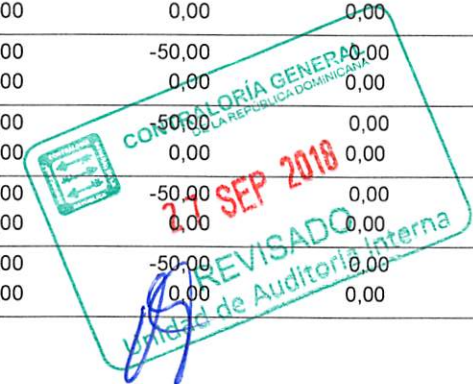 00 0,00 0,00
00 -50,00 0,00
00 0,00 0,00
00 -50,00 0,00
00 0,00 0,00
00 -50,00 0,00
00 0,00 0,00
00 -50,00 0,00
00 0,00 0,00
CONTRALORÍA GENERAL
DE LA REPÚBLICA DOMINICANA
SEP 2018
REVISADO
Unidad de Auditoría Interna